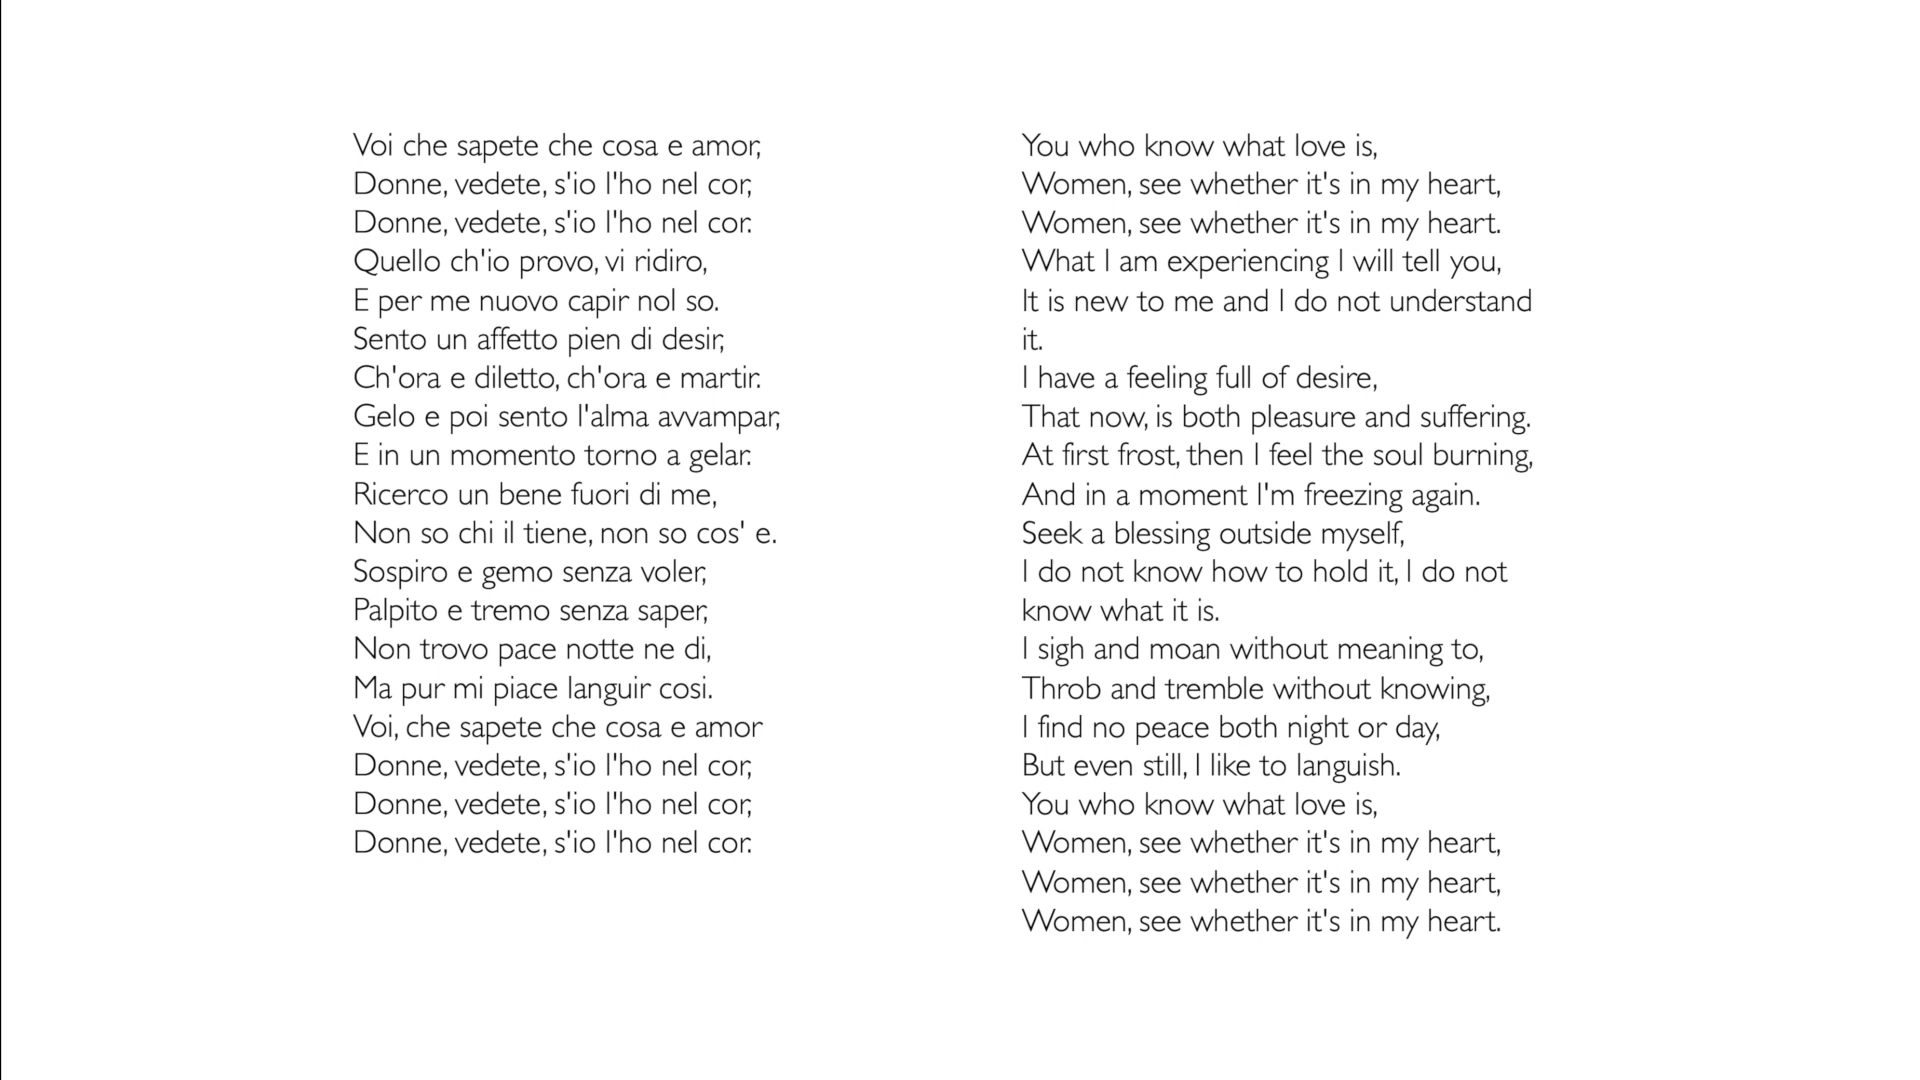 Voi che sapete che cosa e amor,
Donne, vedete, s'io l'ho nel cor,
Donne, vedete, s'io l'ho nel cor.
Quello ch'io provo, vi ridiro,
E per me nuovo capir nol so.
Sento un affetto pien di desir,
Ch'ora e diletto, ch'ora e martir.
Gelo e poi sento l'alma avvampar,
E in un momento torno a gelar.
Ricerco un bene fuori di me,
Non so chi il tiene, non so cos' e.
Sospiro e gemo senza voler,
Palpito e tremo senza saper,
Non trovo pace notte ne di,
Ma pur mi piace languir cosi.
Voi, che sapete che cosa e amor
Donne, vedete, s'io l'ho nel cor,
Donne, vedete, s'io l'ho nel cor,
Donne, vedete, s'io l'ho nel cor.
You who know what love is,
Women, see whether it's in my heart,
Women, see whether it's in my heart.
What I am experiencing I will tell you,
It is new to me and I do not understand
it.
I have a feeling full of desire,
That now, is both pleasure and suffering.
At first frost, then I feel the soul burning,
And in a moment I'm freezing again.
Seek a blessing outside myself,
I do not know how to hold it, I do not
know what it is.
I sigh and moan without meaning to,
Throb and tremble without knowing,
I find no peace both night or day,
But even still, I like to languish.
You who know what love is,
Women, see whether it's in my heart,
Women, see whether it's in my heart,
Women, see whether it's in my heart.